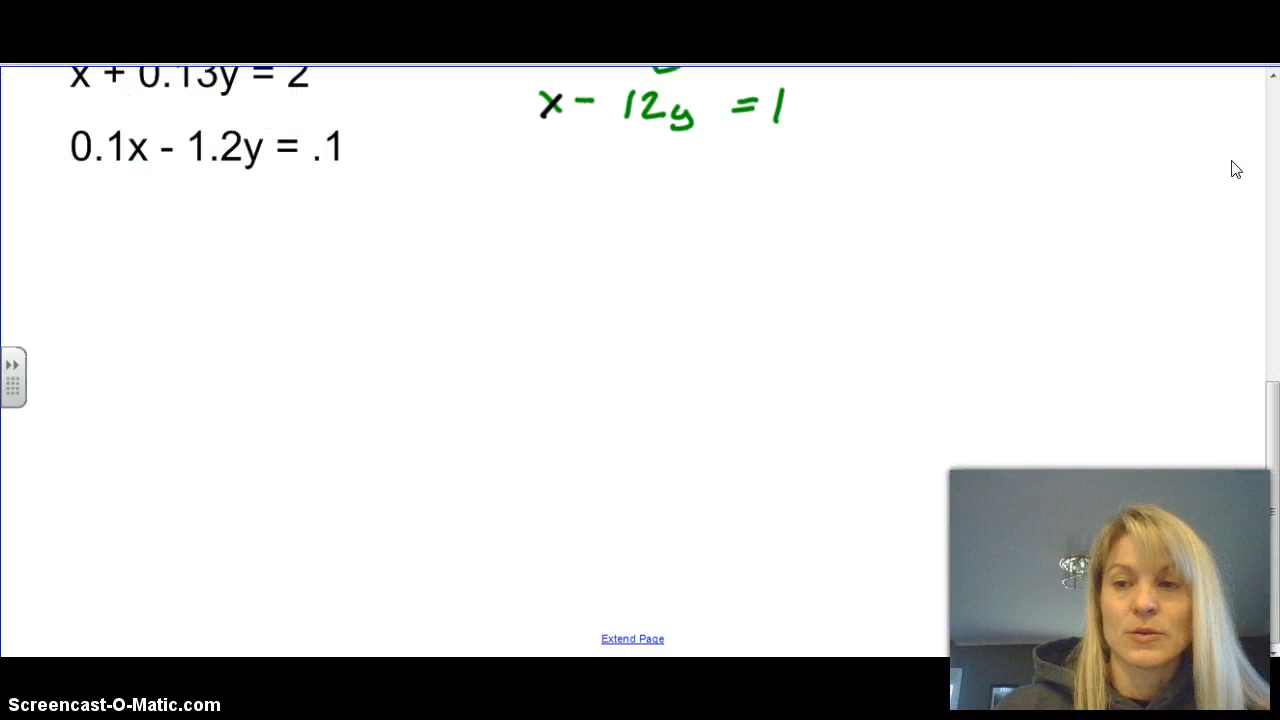 x + 0.13y = 2
x - 12y = 1
0.1x - 1.2y = .1
Extend Page
Screencast-O-Matic.com